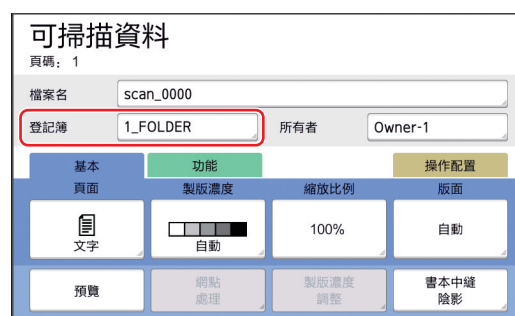 可掃描資料
頁碼： 1
檔案名 scan_0000
登記簿 1_FOLDER 所有者 Owner-1
基本 功能 操作配置
頁面 製版濃度 縮放比例 版面
文字 自動 100% 自動
預覽 網點處理 製版濃度調整 書本中縫陰影